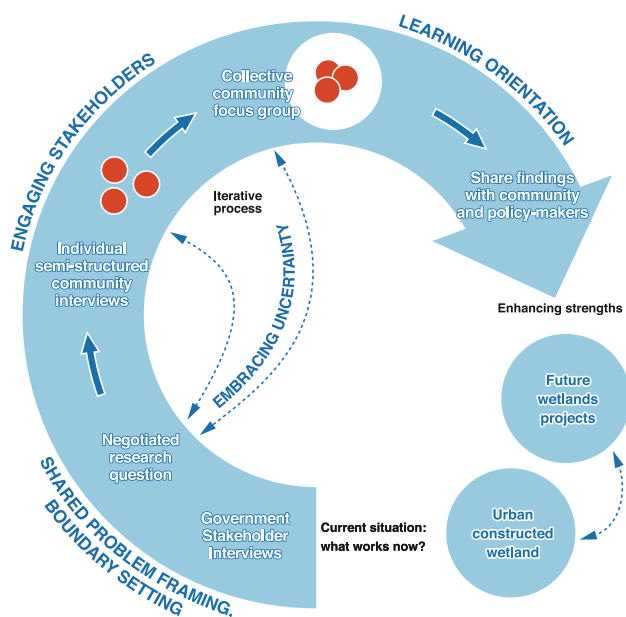 LEARNING ORIENTATION
ENGAGING STAKEHOLDERS
Collective
community
focus group
Share findings
with community
and policy-makers
Iterative
process
Individual
semi-structured
community
interviews
EMBRACING UNCERTAINTY
Enhancing strengths
Future
wetlands
projects
Negotiated
research
question
SHARED PROBLEM FRAMING.
BOUNDARY SETTING
Government
Stakeholder
Interviews
Current situation:
what works now?
Urban
constructed
wetland